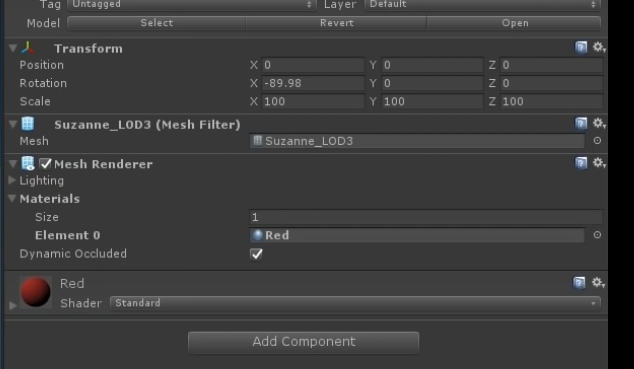 Tag Untagged Layer Default
Model Select Revert Open
Transform
Position X 0 Y 0 Z 0
Rotation X -89.98 Y 0 Z 0
Scale X 100 Y 100 Z 100
Suzanne_LOD3 (Mesh Filter)
Mesh Suzanne_LOD3
Mesh Renderer
Lighting
Materials
Size 1
Element 0 Red
Dynamic Occluded
Red
Shader Standard
Add Component